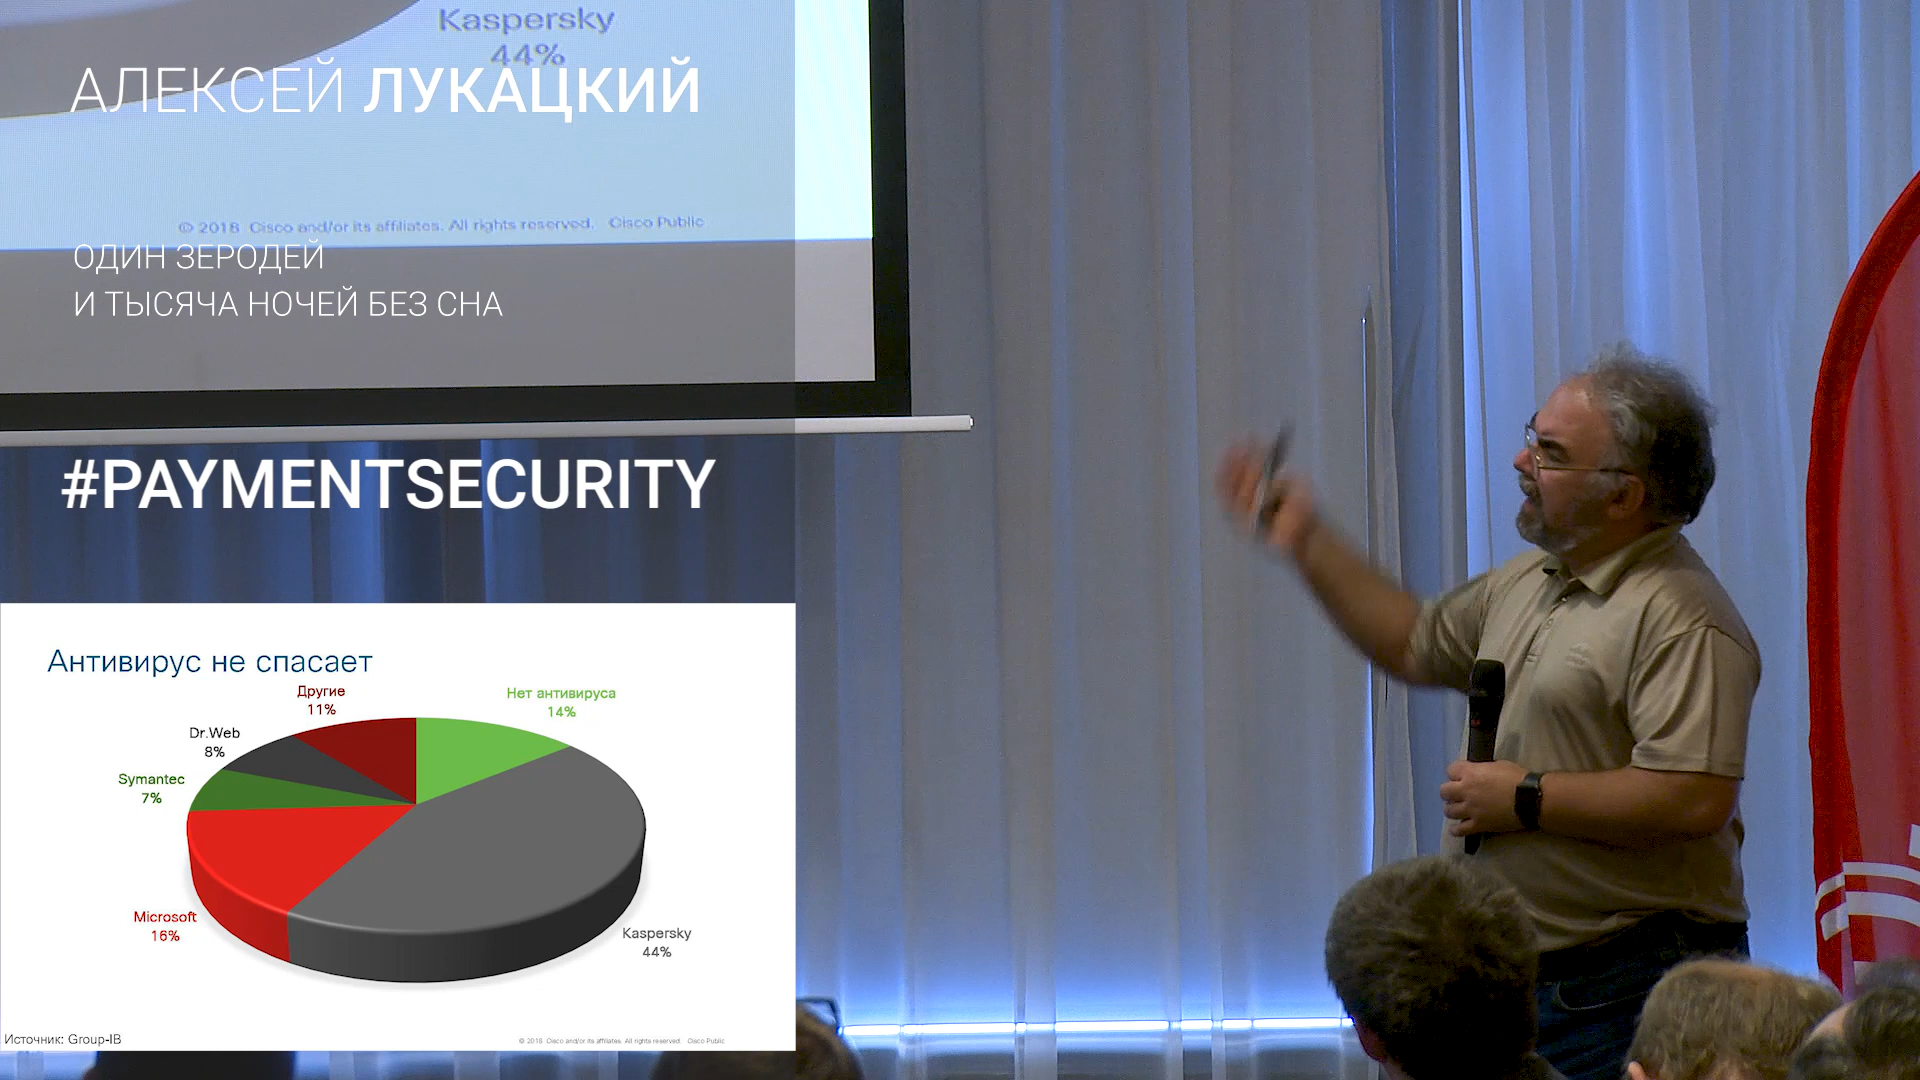 Kaspersky
44%
АЛЕКСЕЙ ЛУКАЦКИЙ
© 2018 Cisco and/or its affiliates. All rights reserved. Cisco Public
ОДИН ЗЕРОДЕЙ
И ТЫСЯЧА НОЧЕЙ БЕЗ СНА
#PAYMENTSECURITY
Антивирус не спасает
Другие
11%
Нет антивируса
14%
Dr.Web
8%
Symantec
7%
Microsoft
16%
Kaspersky
44%
Источник: Group-IB
© 2018 Cisco and/or its affiliates. All rights reserved. Cisco Public